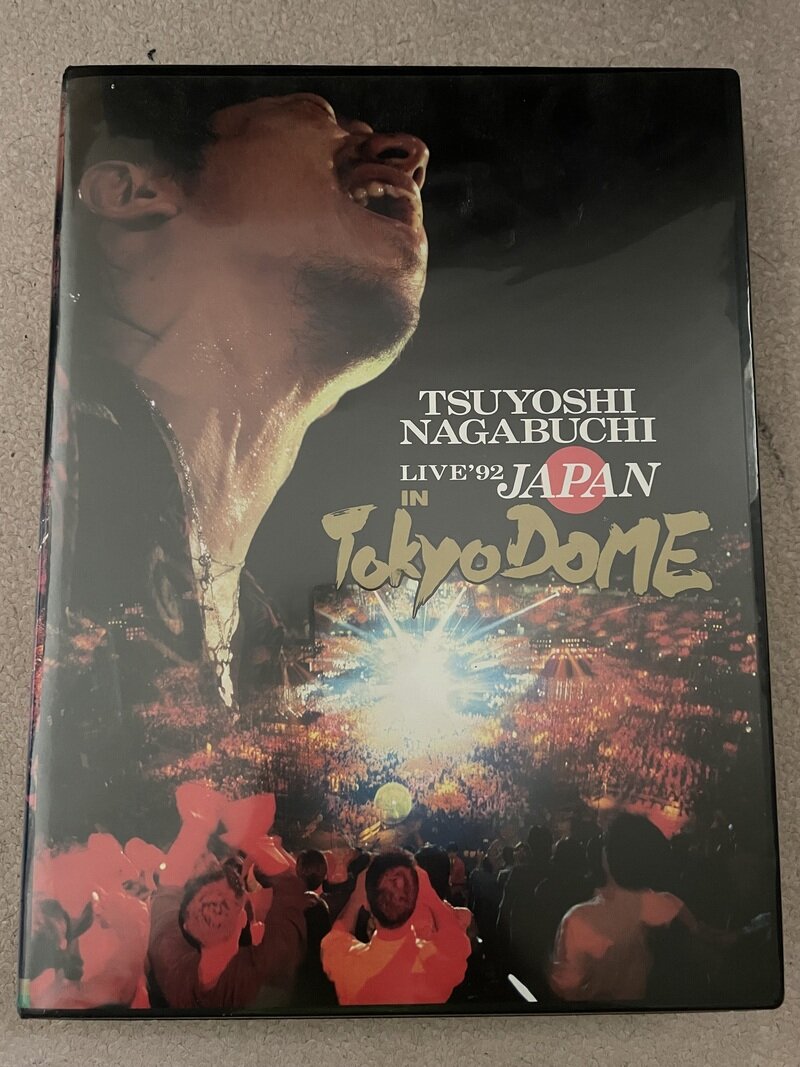 TSUYOSHI
NAGABUCHI
LIVE'92 JAPAN
IN
Tokyo DOME